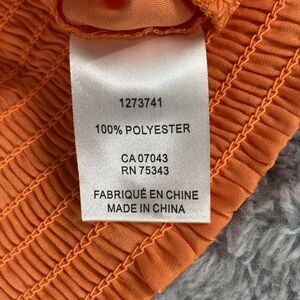 1273741
100% POLYESTER
CA 07043
RN 75343
FABRIQUÉ EN CHINE
MADE IN CHINA